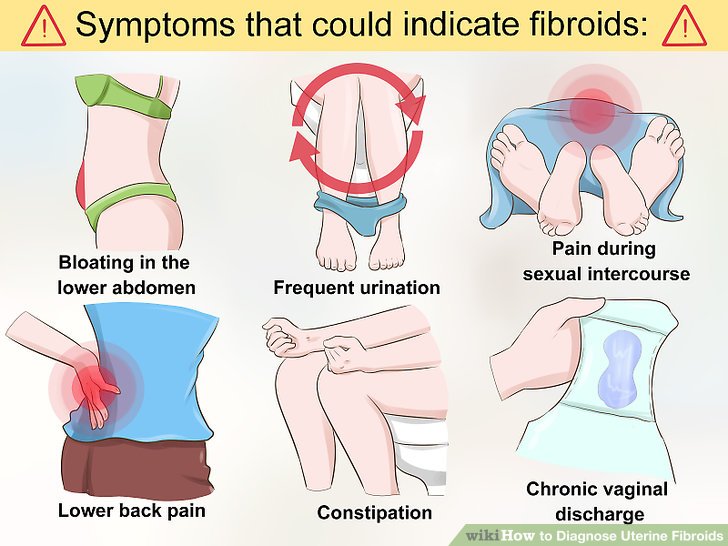 Symptoms that could indicate fibroids:
Bloating in the
lower abdomen
Frequent urination
Pain during
sexual intercourse
Lower back pain
Constipation
Chronic vaginal
discharge
wikiHow to Diagnose Uterine Fibroids